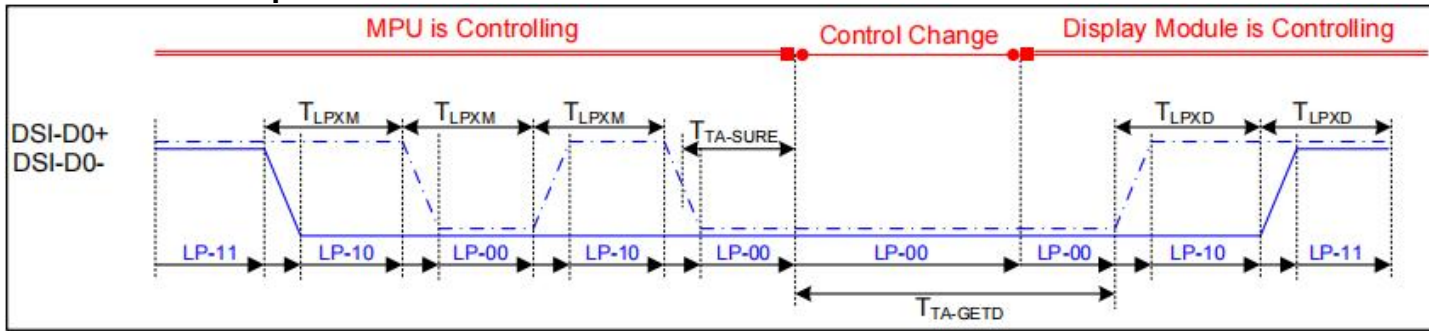 MPU is Controlling Control Change Display Module is Controlling
TLPXM TLPXM TLPXM TTA-SURE TLPXD TLPXD
DSI-D0+
DSI-D0-
LP-11 LP-10 LP-00 LP-10 LP-00 LP-00 LP-00 LP-10 LP-11
TTA-GETD